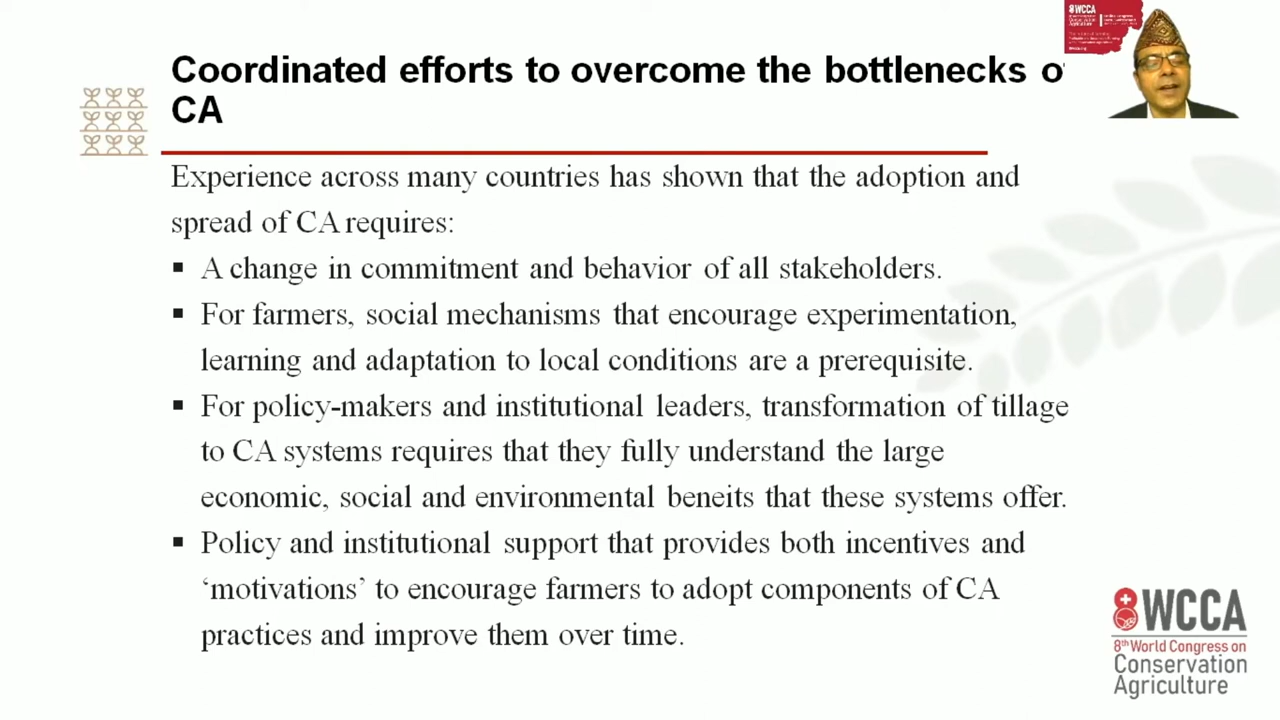 Coordinated efforts to overcome the bottlenecks of
CA
8WCCA
Experience across many countries has shown that the adoption and
spread of CA requires:
▪ A change in commitment and behavior of all stakeholders.
▪ For farmers, social mechanisms that encourage experimentation,
learning and adaptation to local conditions are a prerequisite.
▪ For policy-makers and institutional leaders, transformation of tillage
to CA systems requires that they fully understand the large
economic, social and environmental beneits that these systems offer.
▪ Policy and institutional support that provides both incentives and
‘motivations’ to encourage farmers to adopt components of CA
practices and improve them over time.
8WCCA
8th World Congress on
Conservation
Agriculture